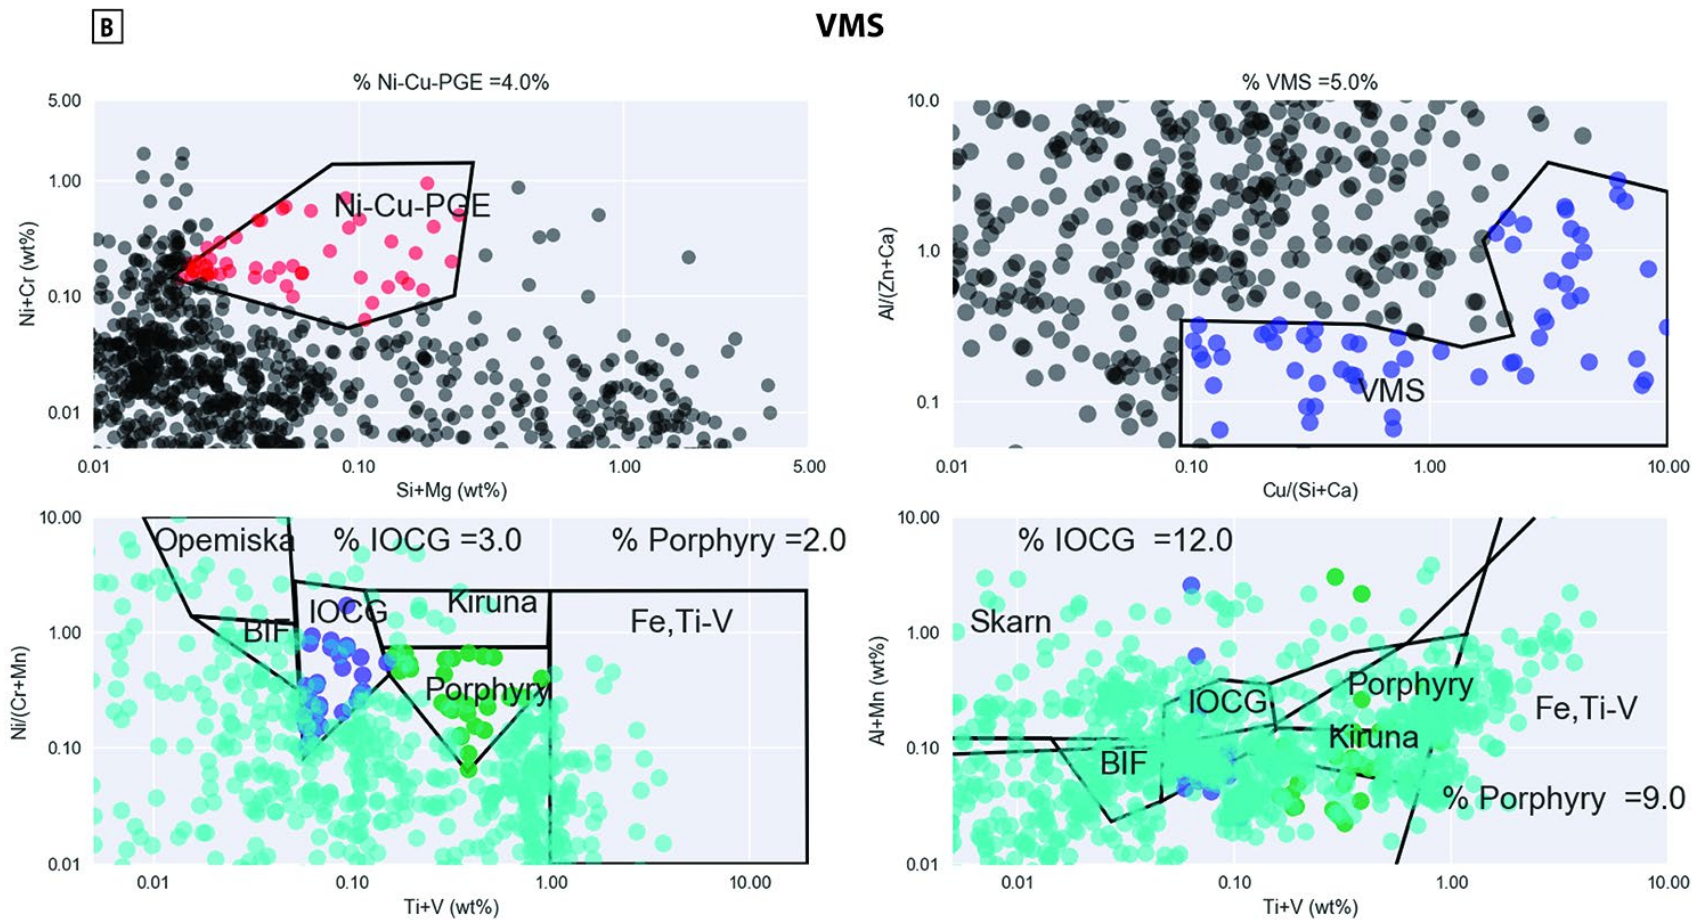 B
VMS
% Ni-Cu-PGE =4.0%
5.00
1.00
0.10
0.01
Ni+Cr (wt%)
Ni-Cu-PGE
0.01
0.10
1.00
5.00
Si+Mg (wt%)
% VMS =5.0%
10.0
1.0
0.1
Al/(Zn+Ca)
VMS
0.01
0.10
1.00
10.00
Cu/(Si+Ca)
10.00
1.00
0.10
0.01
Ni/(Cr+Mn)
Opemiska
% IOCG =3.0
% Porphyry =2.0
IOCG
Kiruna
BIF
Fe,Ti-V
Porphyry
0.01
0.10
1.00
10.00
Ti+V (wt%)
10.00
1.00
0.10
0.01
Al+Mn (wt%)
% IOCG =12.0
Skarn
IOCG
Porphyry
Fe,Ti-V
Kiruna
BIF
% Porphyry =9.0
0.01
0.10
1.00
10.00
Ti+V (wt%)